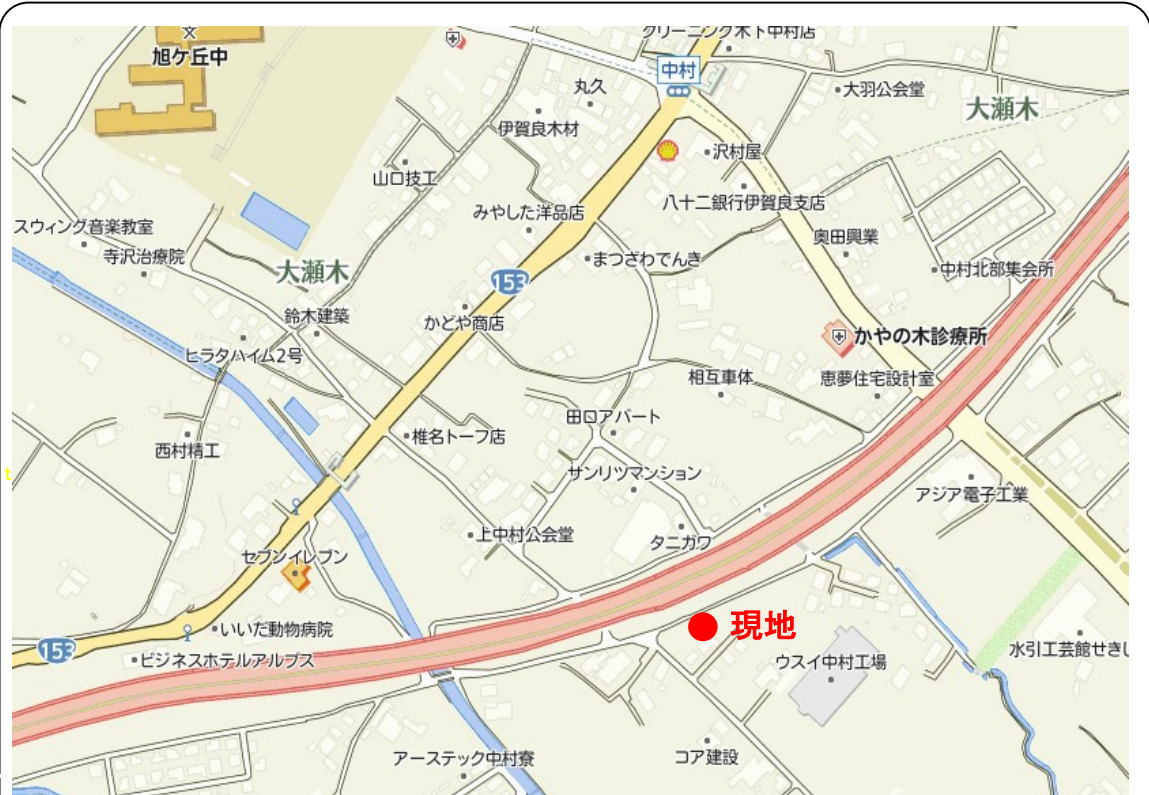 クリーニング木下中村店
文
旭ケ丘中
中村
丸久
大羽公会堂
大瀬木
伊賀良木材
沢村屋
山口技工
八十二銀行伊賀良支店
みやした洋品店
スウィング音楽教室
奥田興業
寺沢治療院
まつざわでんき
大瀬木
中村北部集会所
153
鈴木建築
かどや商店
かやの木診療所
ヒラタハイム2号
相互車体
恵夢住宅設計室
田口アパート
椎名トーフ店
西村精工
t
サンリツマンション
アジア電子工業
上中村公会堂
タニガワ
セブンイレブン
現地
いいだ動物病院
153
水引工芸館せきし
ビジネスホテルアルプス
ウスイ中村工場
アーステック中村寮
コア建設